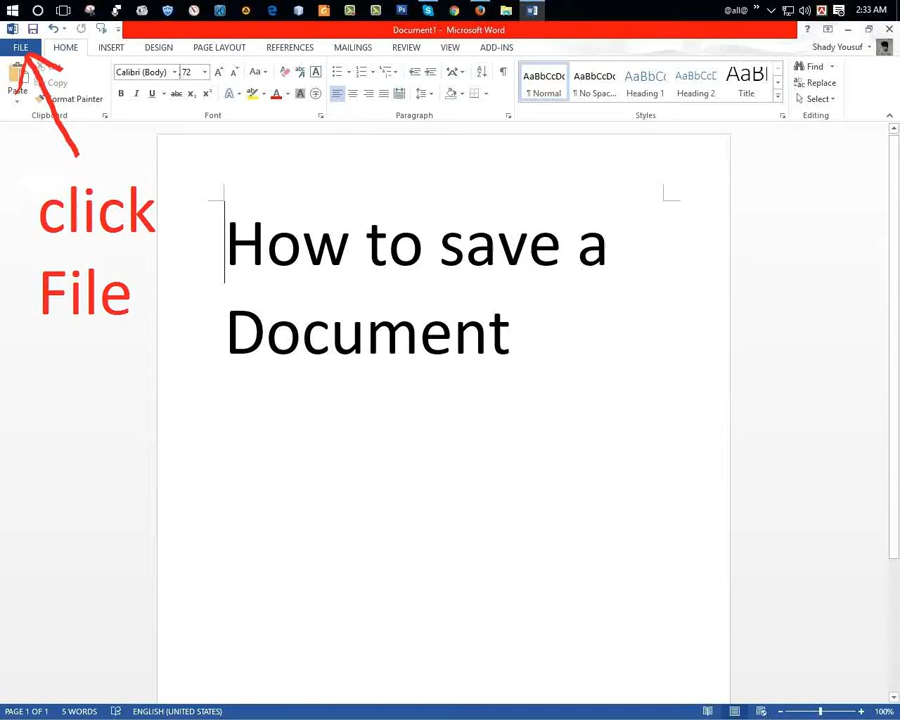 @all@ 2:33 AM
Document1 - Microsoft Word
FILE HOME INSERT DESIGN PAGE LAYOUT REFERENCES MAILINGS REVIEW VIEW ADD-INS Shady Yousuf
Calibri (Body) 72 Aa
Paste
Copy
Format Painter
AaBbCcDc AaBbCcDc AaBbCc AaBbCcD AaBl
¶ Normal ¶ No Spac... Heading 1 Heading 2 Title
Find
Replace
Select
Clipboard Font Paragraph Styles Editing
click
File
How to save a
Document
PAGE 1 OF 1 5 WORDS ENGLISH (UNITED STATES) 100%